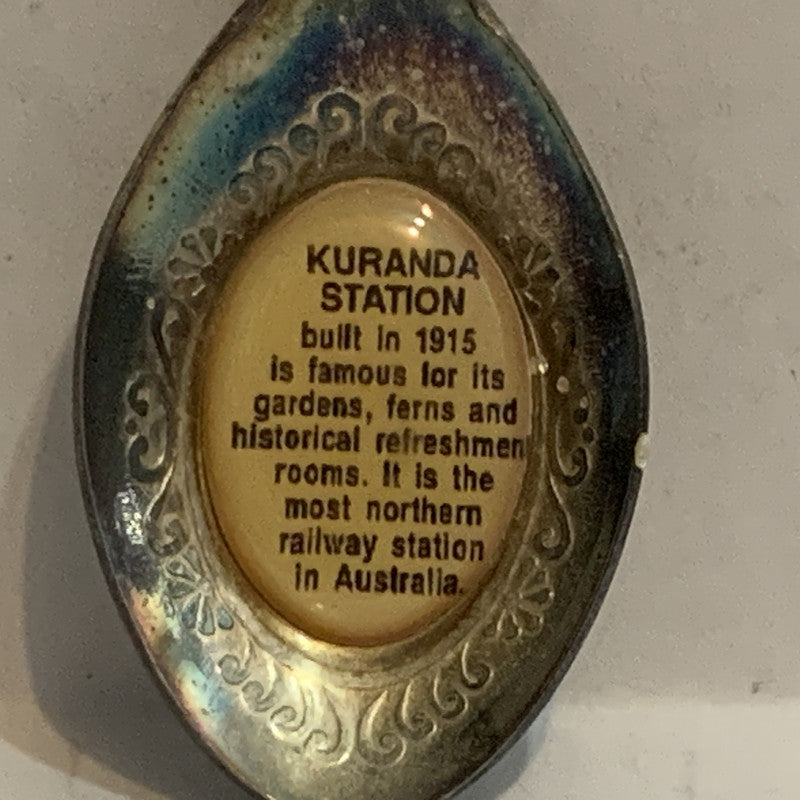 KURANDA
STATION
built in 1915
is famous for its
gardens, ferns and
historical refreshmen
rooms. It is the
most northern
railway station
in Australia.